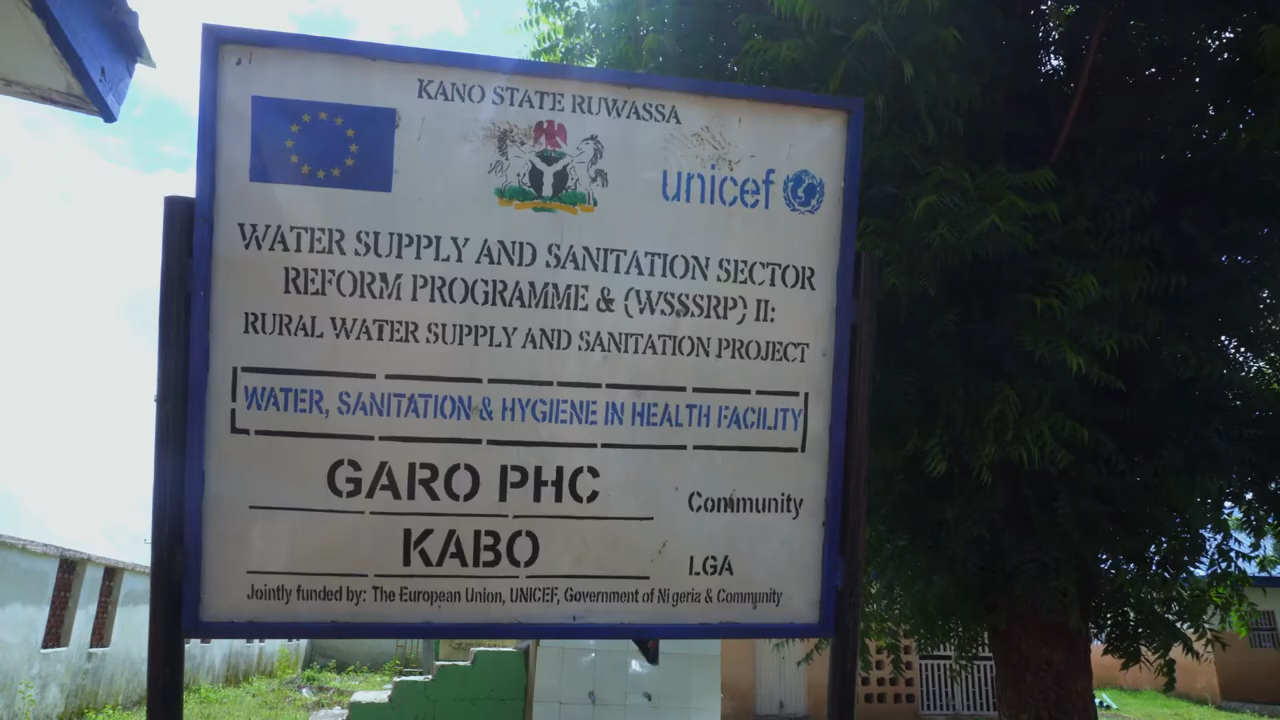 KANO STATE RUWASSA
unicef
WATER SUPPLY AND SANITATION SECTOR
REFORM PROGRAMME & (WSSSRP) II:
RURAL WATER SUPPLY AND SANITATION PROJECT
WATER, SANITATION & HYGIENE IN HEALTH FACILITY
GARO PHC Community
KABO LGA
Jointly funded by: The European Union, UNICEF, Government of Nigeria & Community